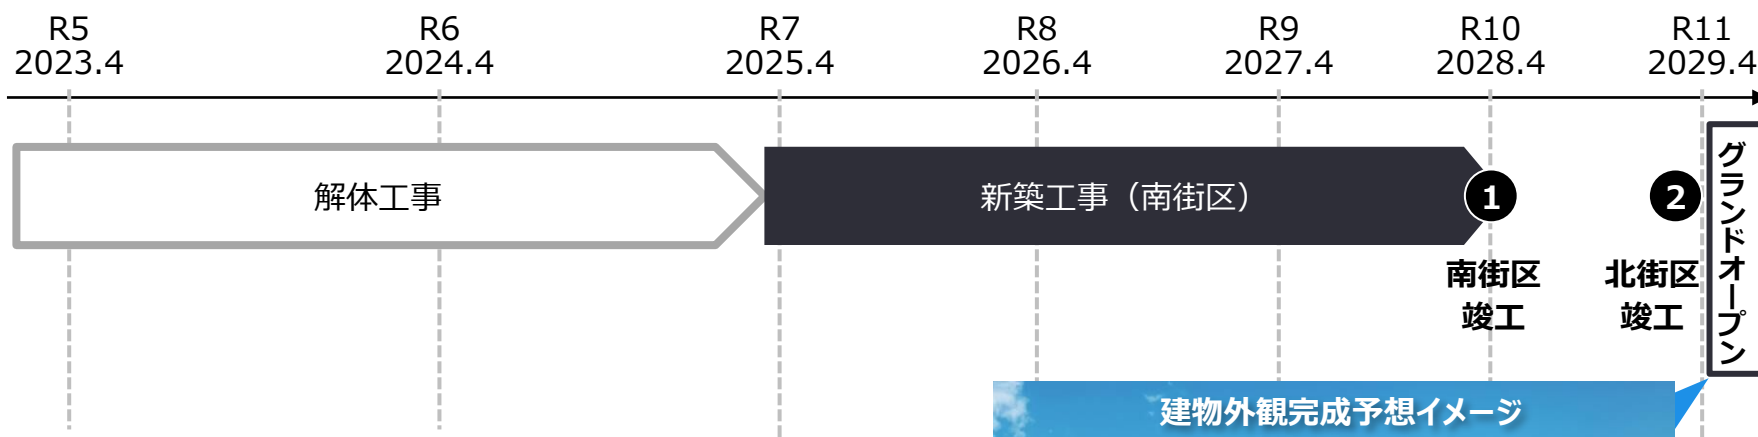 R5 R6 R7 R8 R9 R10 R11
2023.4 2024.4 2025.4 2026.4 2027.4 2028.4 2029.4
解体工事
新築工事（南街区）
1
2
南街区
竣工
北街区
竣工
グランドオープン
建物外観完成予想イメージ